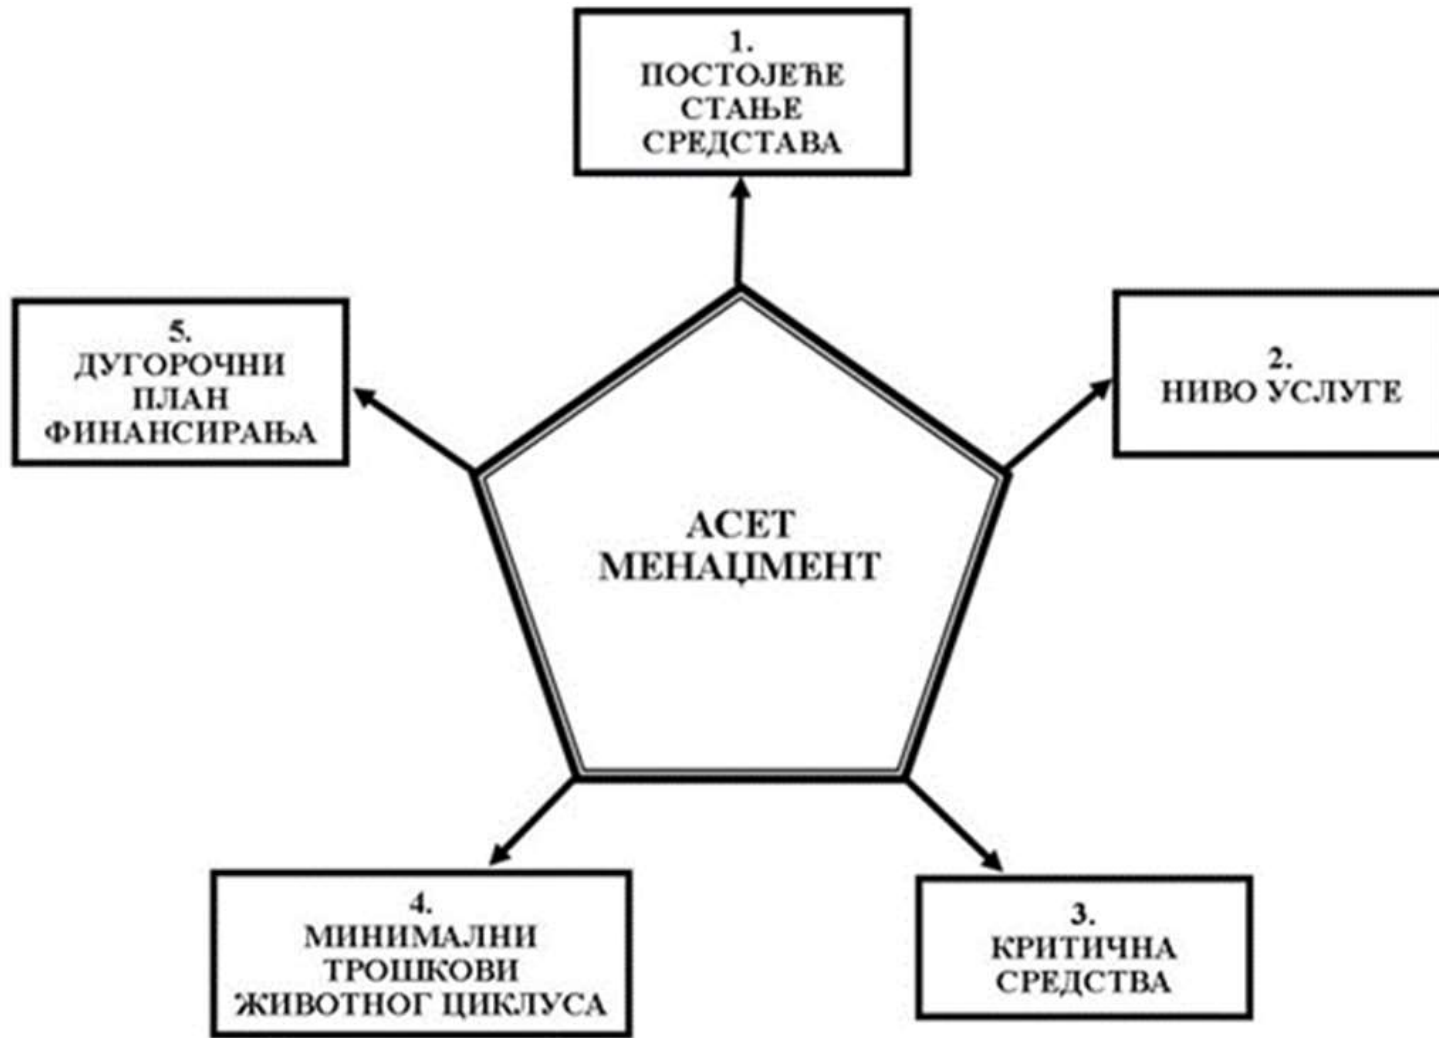 1.
ПОСТОЈЕЋЕ
СТАЊЕ
СРЕДСТАВА
2.
НИВО УСЛУГЕ
3.
КРИТИЧНА
СРЕДСТВА
4.
МИНИМАЛНИ
ТРОШКОВИ
ЖИВОТНОГ ЦИКЛУСА
5.
ДУГОРОЧНИ
ПЛАН
ФИНАНСИРАЊА
АСЕТ
МЕНАЏМЕНТ